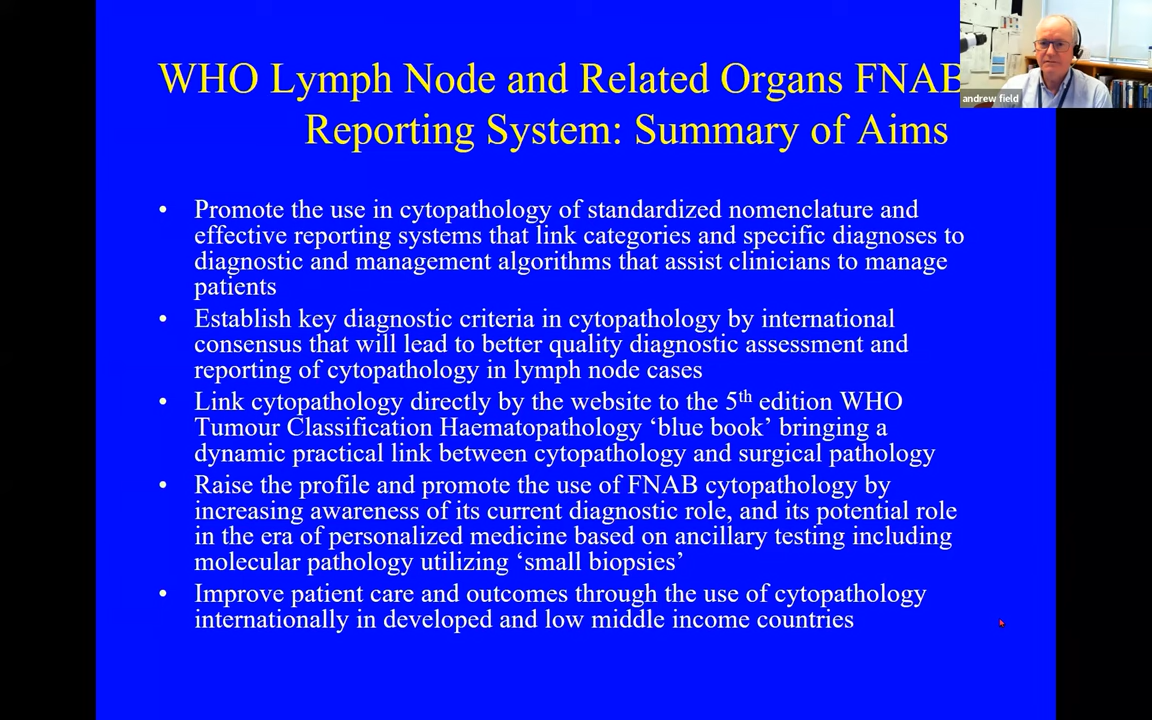 WHO Lymph Node and Related Organs FNAB
Reporting System: Summary of Aims
andrew field
• Promote the use in cytopathology of standardized nomenclature and
effective reporting systems that link categories and specific diagnoses to
diagnostic and management algorithms that assist clinicians to manage
patients
• Establish key diagnostic criteria in cytopathology by international
consensus that will lead to better quality diagnostic assessment and
reporting of cytopathology in lymph node cases
• Link cytopathology directly by the website to the 5th edition WHO
Tumour Classification Haematopathology ‘blue book’ bringing a
dynamic practical link between cytopathology and surgical pathology
• Raise the profile and promote the use of FNAB cytopathology by
increasing awareness of its current diagnostic role, and its potential role
in the era of personalized medicine based on ancillary testing including
molecular pathology utilizing ‘small biopsies’
• Improve patient care and outcomes through the use of cytopathology
internationally in developed and low middle income countries